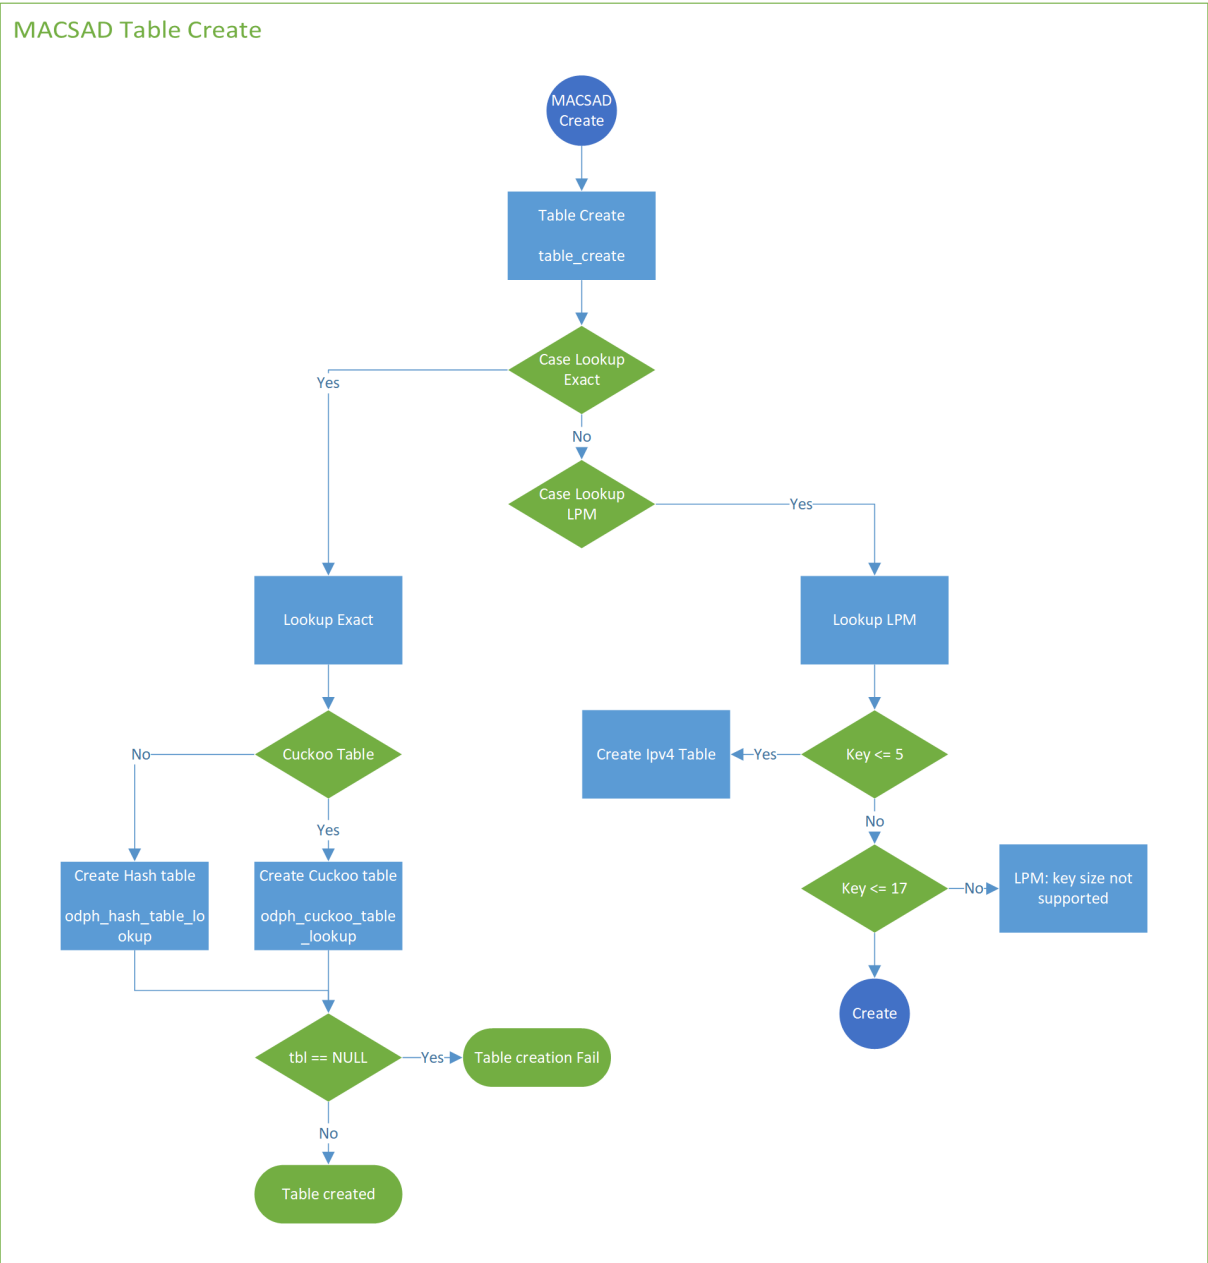 MACSAD Table Create
MACSAD
Create
Table Create
table_create
Case Lookup
Exact
Yes
No
Case Lookup
LPM
Yes
Lookup Exact
Lookup LPM
Cuckoo Table
No
Yes
Create Ipv4 Table
Yes
Key <= 5
No
Create Hash table
odph_hash_table_lo
okup
Create Cuckoo table
odph_cuckoo_table
_lookup
Key <= 17
No
LPM: key size not
supported
Create
tbl == NULL
Yes
Table creation Fail
No
Table created